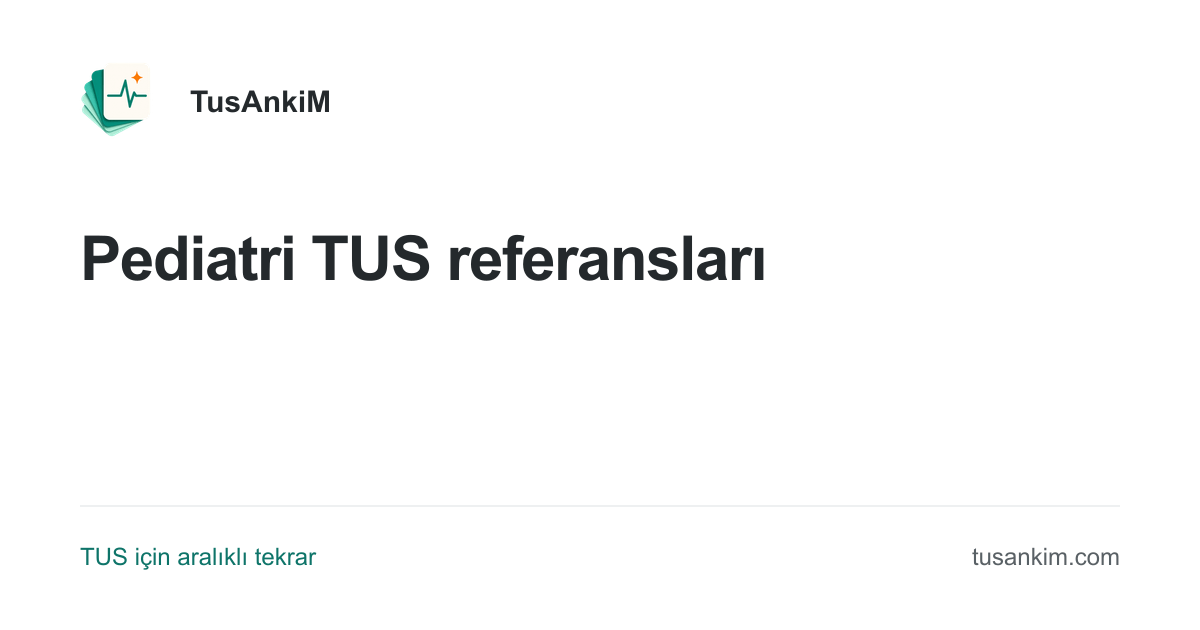 TusAnkiM
Pediatri TUS referansları
TUS için aralıklı tekrar
tusankim.com